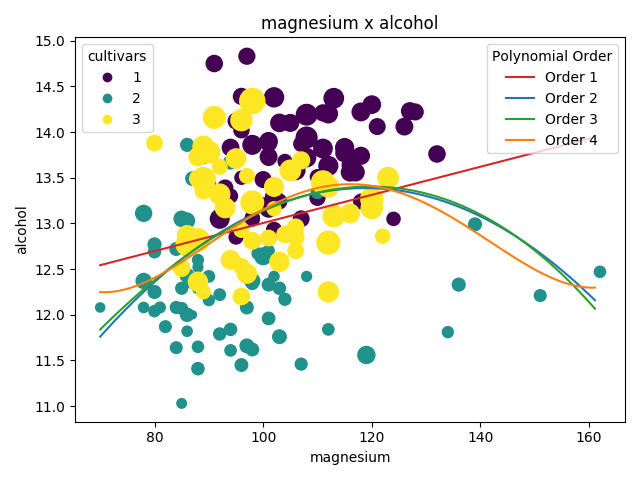 magnesium x alcohol
cultivars
1
2
3
Polynomial Order
Order 1
Order 2
Order 3
Order 4
15.0
14.5
14.0
13.5
13.0
12.5
12.0
11.5
11.0
alcohol
80 100 120 140 160
magnesium